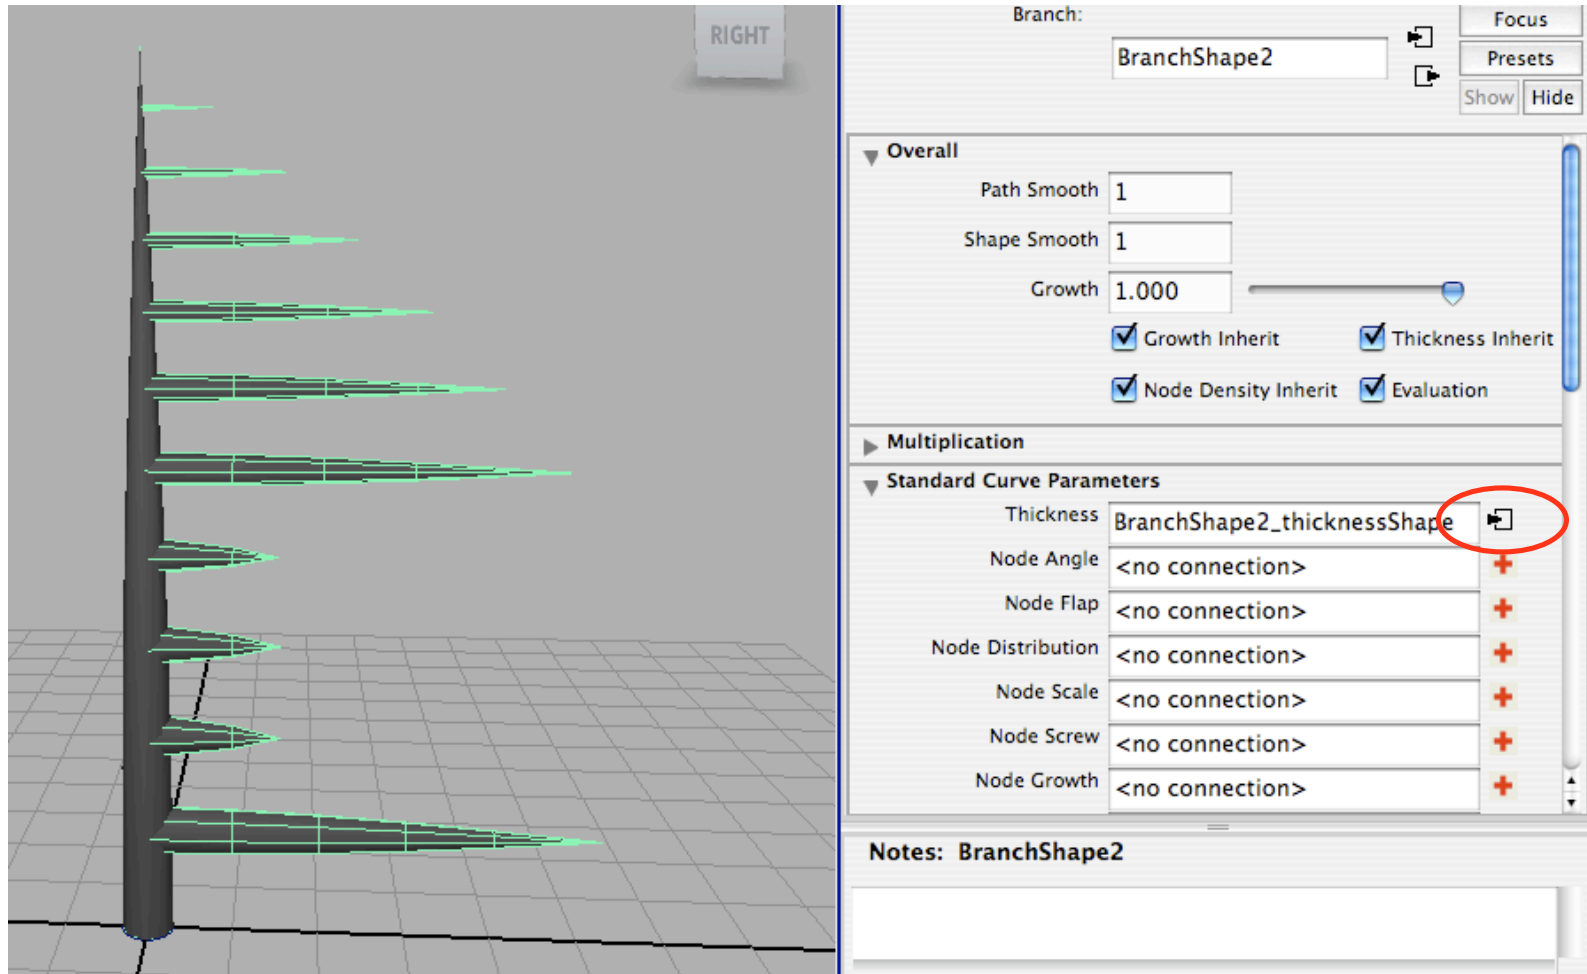 RIGHT
Branch:
BranchShape2
Focus
Presets
Show Hide
Overall
Path Smooth 1
Shape Smooth 1
Growth 1.000
Growth Inherit Thickness Inherit
Node Density Inherit Evaluation
Multiplication
Standard Curve Parameters
Thickness BranchShape2_thicknessShape
Node Angle <no connection>
Node Flap <no connection>
Node Distribution <no connection>
Node Scale <no connection>
Node Screw <no connection>
Node Growth <no connection>
Notes: BranchShape2